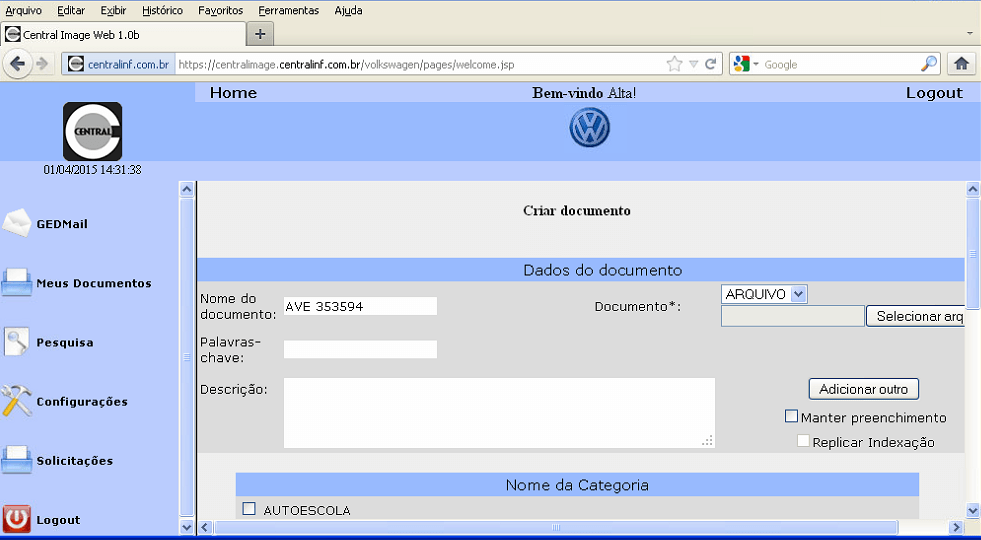 Arquivo Editar Exibir Histórico Favoritos Ferramentas Ajuda
Central Image Web 1.0b
centralinf.com.br https://centralimage.centralinf.com.br/volkswagen/pages/welcome.jsp Google
Home Bem-vindo Alta! Logout
CENTRAL
01/04/2015 14:31:38
GEDMail
Meus Documentos
Pesquisa
Configurações
Solicitações
Logout
Criar documento
Dados do documento
Nome do documento: AVE 353594
Documento*: ARQUIVO
Selecionar arq
Palavras-
chave:
Descrição:
Adicionar outro
Manter preenchimento
Replicar Indexação
Nome da Categoria
AUTOESCOLA